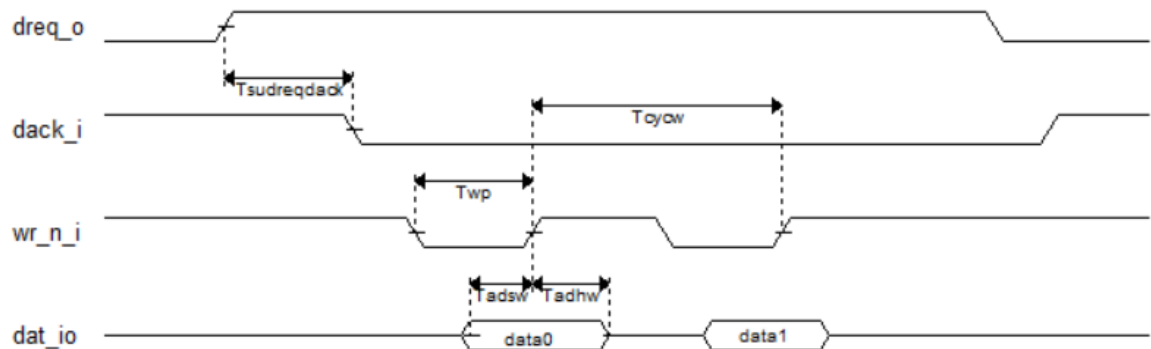 dreq_o
Tsudreqdack
dack_i
Tcycw
Twp
wr_n_i
Tadsw Tadhw
dat_io
data0
data1